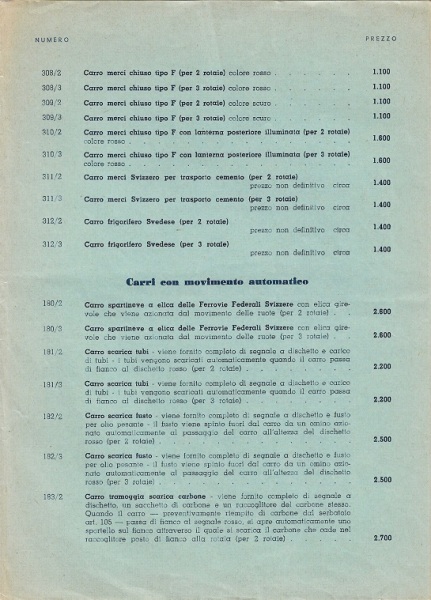 NUMERO PREZZO
308/2 Carro merci chiuso tipo F (per 2 rotaie) colore rosso . . . . . . 1.100
308/3 Carro merci chiuso tipo F (per 3 rotaie) colore rosso . . . . . . 1.100
309/2 Carro merci chiuso tipo F (per 2 rotaie) colore scuro . . . . . . 1.100
309/3 Carro merci chiuso tipo F (per 3 rotaie) colore scuro . . . . . . 1.100
310/2 Carro merci chiuso tipo F con lanterna posteriore illuminata (per 2 rotaie)
colore rosso . . . . . . . . . . . . 1.600
310/3 Carro merci chiuso tipo F con lanterna posteriore illuminata (per 3 rotaie)
colore rosso . . . . . . . . . . . . 1.600
311/2 Carro merci Svizzero per trasporto cemento (per 2 rotaie)
prezzo non definitivo circa 1.400
311/3 Carro merci Svizzero per trasporto cemento (per 3 rotaie)
prezzo non definitivo circa 1.400
312/2 Carro frigorifero Svedese (per 2 rotaie)
prezzo non definitivo circa 1.400
312/3 Carro frigorifero Svedese (per 3 rotaie)
prezzo non definitivo circa 1.400
Carri con movimento automatico
180/2 Carro spartineve a elica delle Ferrovie Federali Svizzere con elica gire-
vole che viene azionata dal movimento delle ruote (per 2 rotaie) . . 2.600
180/3 Carro spartineve a elica delle Ferrovie Federali Svizzere con elica gire-
vole che viene azionata dal movimento delle ruote (per 3 rotaie) . . 2.600
181/2 Carro scarica tubi - viene fornito completo di segnale a dischetto e carico
di tubi - i tubi vengono scaricati automaticamente quando il carro passa
di fianco al dischetto rosso (per 2 rotaie) . . . . . . 2.200
181/3 Carro scarica tubi - viene fornito completo di segnale a dischetto e carico
di tubi - i tubi vengono scaricati automaticamente quando il carro passa
di fianco al dischetto rosso (per 3 rotaie) . . . . . . 2.200
182/2 Carro scarica fusto - viene fornito completo di segnale a dischetto e fusto
per olio pesante - il fusto viene spinto fuori dal carro da un omino azio-
nato automaticamente al passaggio del carro all'altezza del dischetto
rosso (per 2 rotaie) . . . . . . . . . . 2.500
182/3 Carro scarica fusto - viene fornito completo di segnale a dischetto e fusto
per olio pesante - il fusto viene spinto fuori dal carro da un omino azio-
nato automaticamente al passaggio del carro all'altezza del dischetto
rosso (per 3 rotaie) . . . . . . . . . . 2.500
183/2 Carro tramoggia scarica carbone - viene fornito completo di segnale a
dischetto, un sacchetto di carbone e un raccoglitore del carbone stesso.
Quando il carro — preventivamente riempito di carbone dal serbatoio
art. 186 — passa di fianco al segnale rosso, si apre automaticamente uno
sportello sul fianco attraverso il quale si scarica il carbone che cade nel
raccoglitore posto di fianco alla rotaia (per 2 rotaie) . . . . 2.700